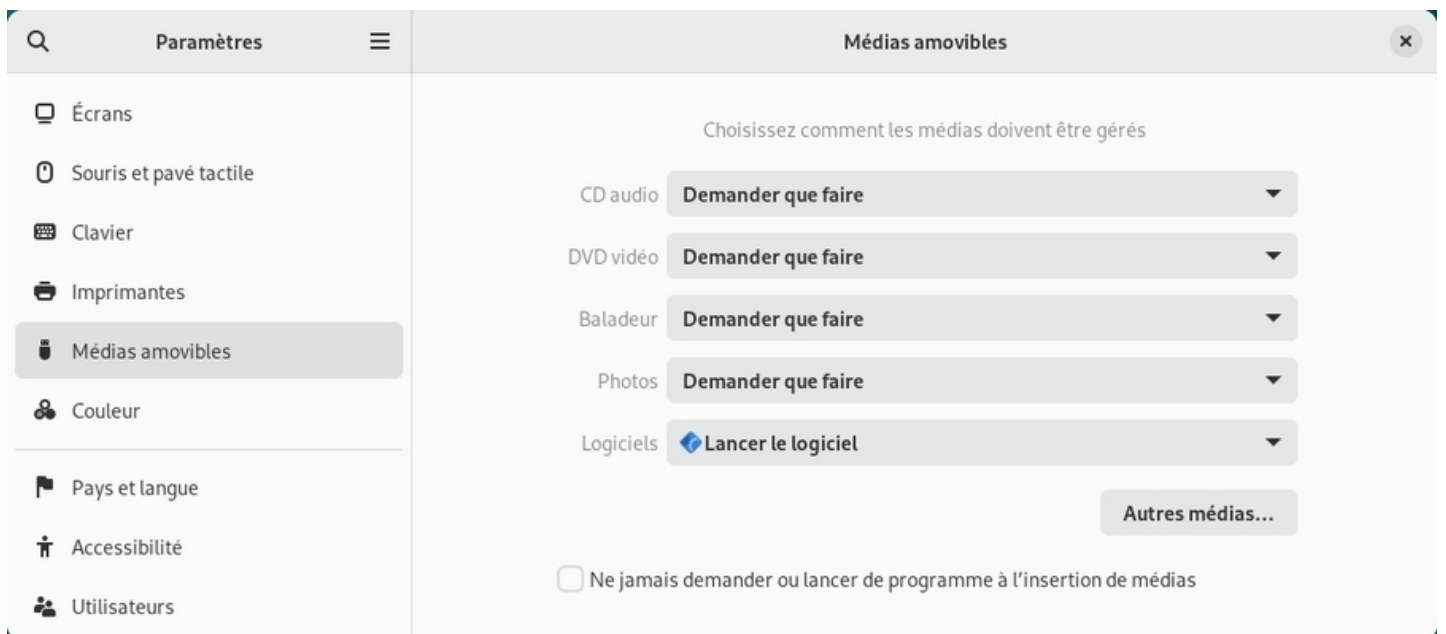 Paramètres
Médias amovibles
Écrans
Souris et pavé tactile
Clavier
Imprimantes
Médias amovibles
Couleur
Pays et langue
Accessibilité
Utilisateurs
Choisissez comment les médias doivent être gérés
CD audio Demander que faire
DVD vidéo Demander que faire
Baladeur Demander que faire
Photos Demander que faire
Logiciels Lancer le logiciel
Autres médias…
Ne jamais demander ou lancer de programme à l’insertion de médias